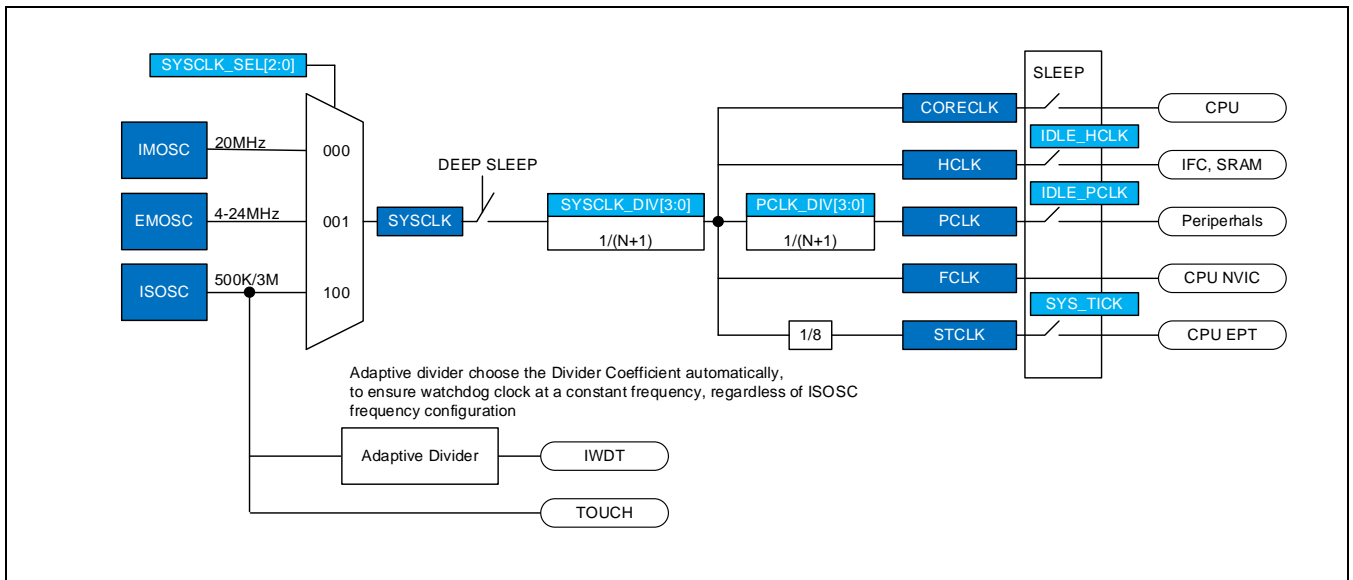 SYSCLK_SEL[2:0]
SLEEP
CORECLK
CPU
IMOSC
20MHz
000
IDLE_HCLK
DEEP SLEEP
HCLK
IFC, SRAM
IDLE_PCLK
EMOSC
4-24MHz
001
SYSCLK
SYSCLK_DIV[3:0]
1/(N+1)
PCLK_DIV[3:0]
1/(N+1)
PCLK
Periperhals
ISOSC
500K/3M
100
FCLK
CPU NVIC
SYS_TICK
1/8
STCLK
CPU EPT
Adaptive divider choose the Divider Coefficient automatically,
to ensure watchdog clock at a constant frequency, regardless of ISOSC
frequency configuration
Adaptive Divider
IWDT
TOUCH